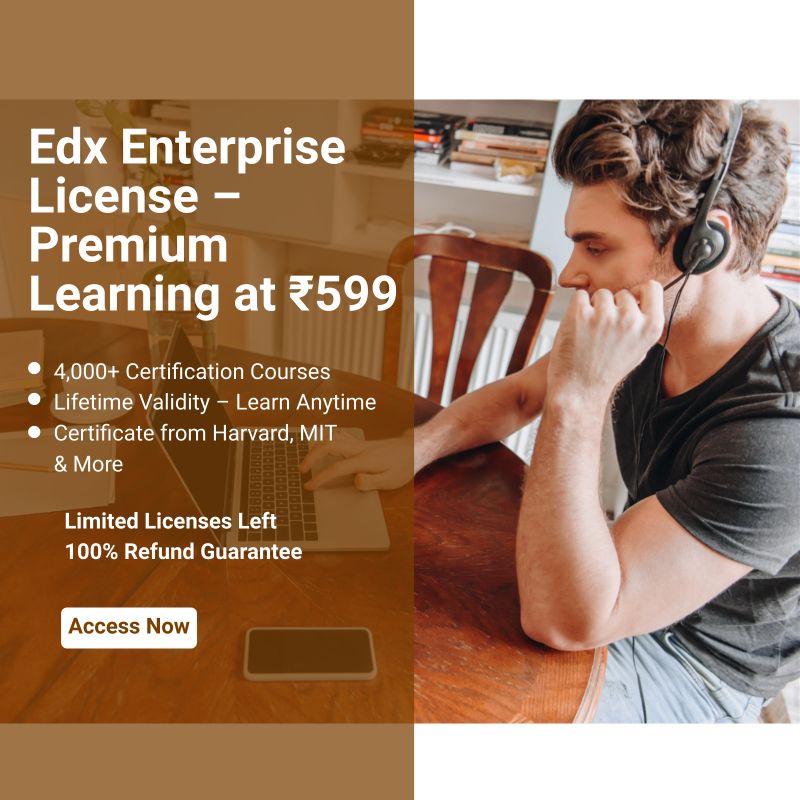 Edx Enterprise
License –
Premium
Learning at ₹599
4,000+ Certification Courses
Lifetime Validity – Learn Anytime
Certificate from Harvard, MIT
& More
Limited Licenses Left
100% Refund Guarantee
Access Now